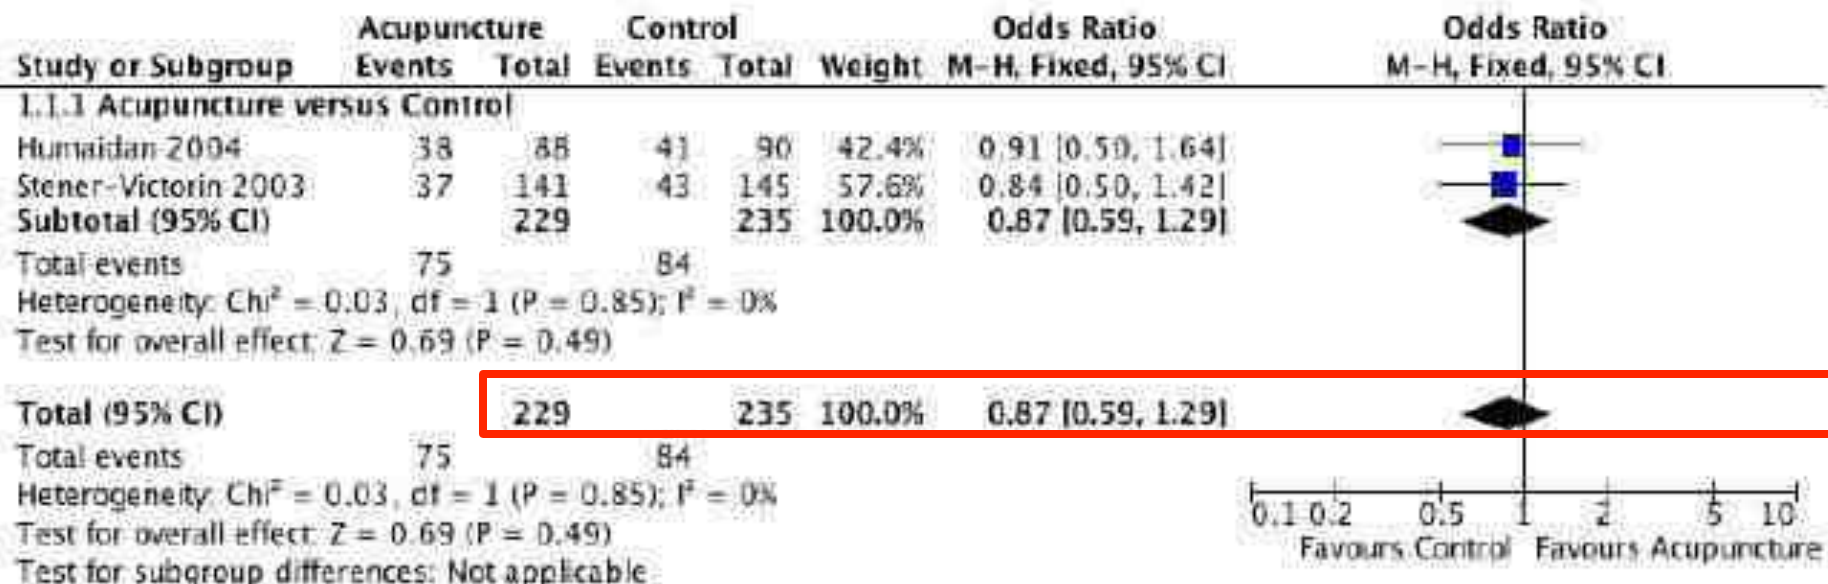 Acupuncture Control Odds Ratio Odds Ratio
Study or Subgroup Events Total Events Total Weight M-H, Fixed, 95% CI M-H, Fixed, 95% CI
1.1.1 Acupuncture versus Control
Humaidan 2004 38 88 41 90 42.4% 0.91 [0.50, 1.64]
Stener-Victorin 2003 37 141 43 145 57.6% 0.84 [0.50, 1.42]
Subtotal (95% CI) 229 235 100.0% 0.87 [0.59, 1.29]
Total events 75 84
Heterogeneity: Chi² = 0.03, df = 1 (P = 0.85); I² = 0%
Test for overall effect: Z = 0.69 (P = 0.49)
Total (95% CI) 229 235 100.0% 0.87 [0.59, 1.29]
Total events 75 84
Heterogeneity: Chi² = 0.03, df = 1 (P = 0.85); I² = 0%
Test for overall effect: Z = 0.69 (P = 0.49)
Test for subgroup differences: Not applicable
0.1 0.2 0.5 1 2 5 10
Favours Control Favours Acupuncture